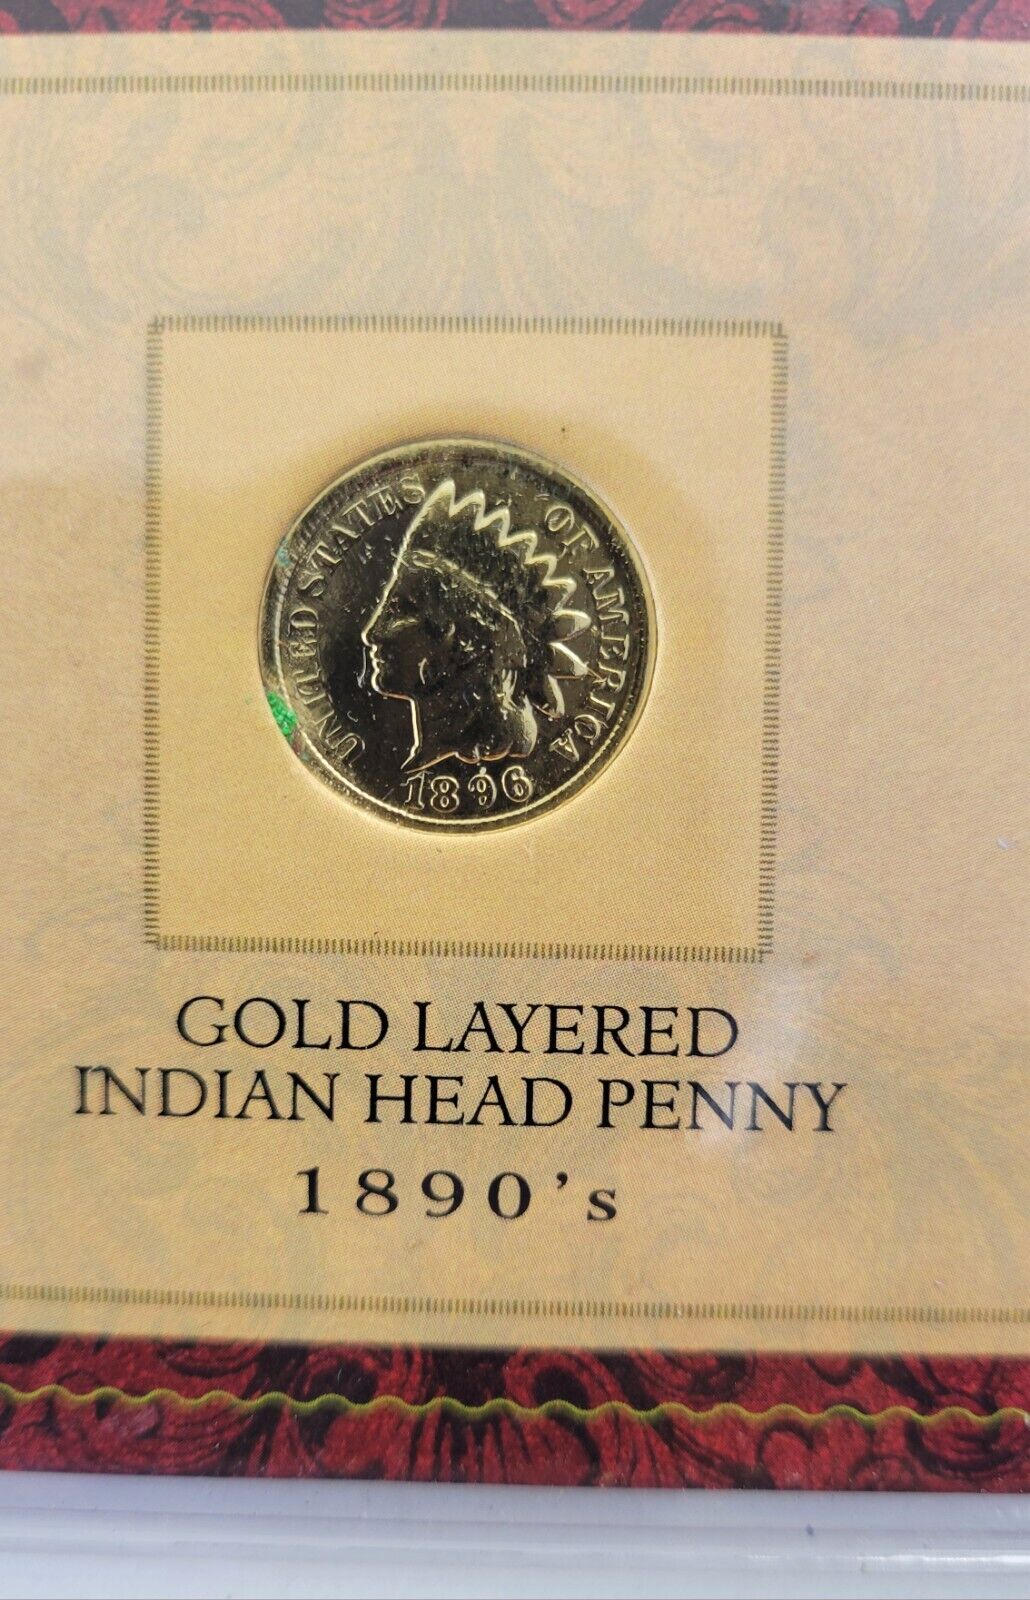 UNITED STATES OF AMERICA
1896
GOLD LAYERED
INDIAN HEAD PENNY
1890's